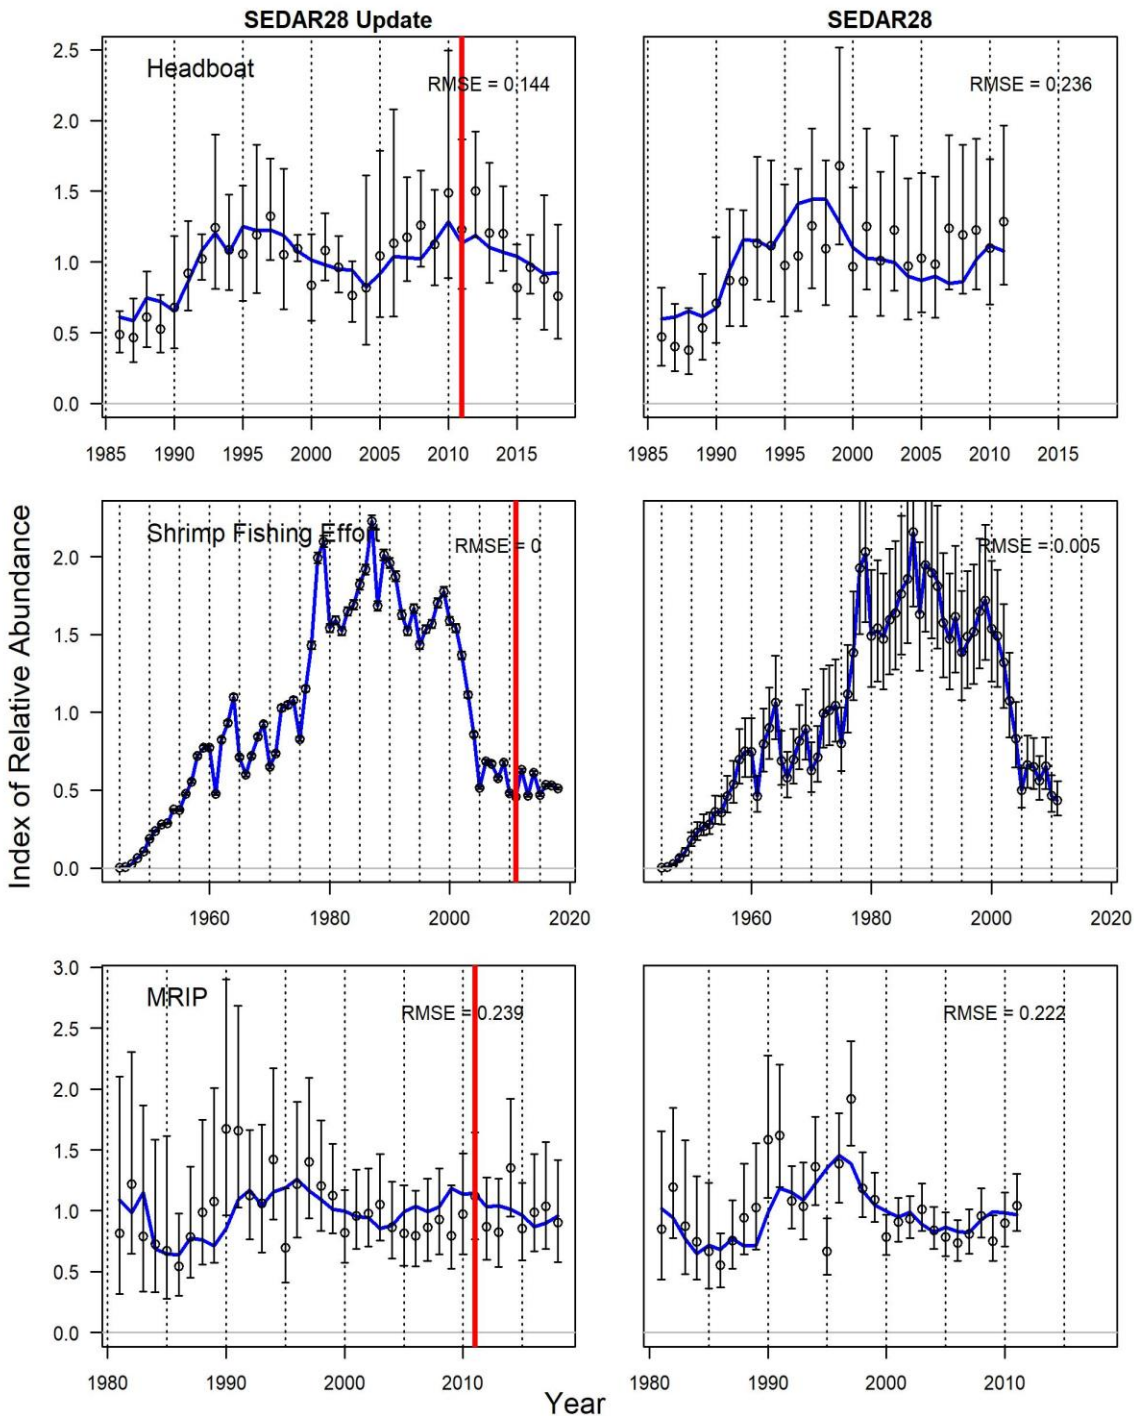 SEDAR28 Update
SEDAR28
2.5
2.0
1.5
1.0
0.5
0.0
Headboat
RMSE = 0.144
RMSE = 0.236
1985 1990 1995 2000 2005 2010 2015
1985 1990 1995 2000 2005 2010 2015
Index of Relative Abundance
2.0
1.5
1.0
0.5
0.0
Shrimp Fishing Effort
RMSE = 0
RMSE = 0.005
1960 1980 2000 2020
1960 1980 2000 2020
3.0
2.5
2.0
1.5
1.0
0.5
0.0
MRIP
RMSE = 0.239
RMSE = 0.222
1980 1990 2000 2010
1980 1990 2000 2010
Year